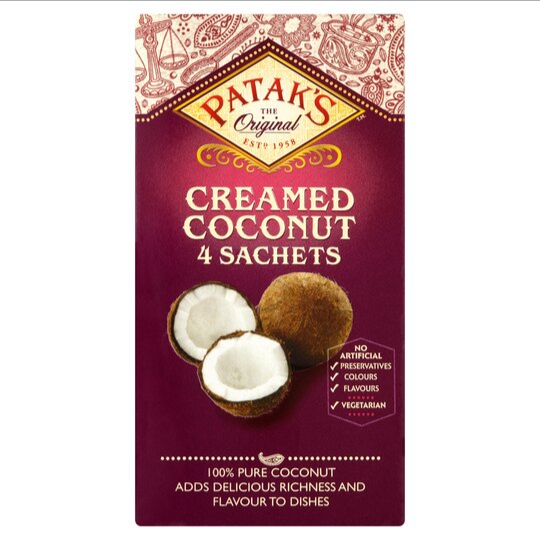 PATAK'S
THE
Original
ESTD 1958
™
CREAMED
COCONUT
4 SACHETS
NO
ARTIFICIAL
✓ PRESERVATIVES
✓ COLOURS
✓ FLAVOURS
✓ VEGETARIAN
100% PURE COCONUT
ADDS DELICIOUS RICHNESS AND
FLAVOUR TO DISHES